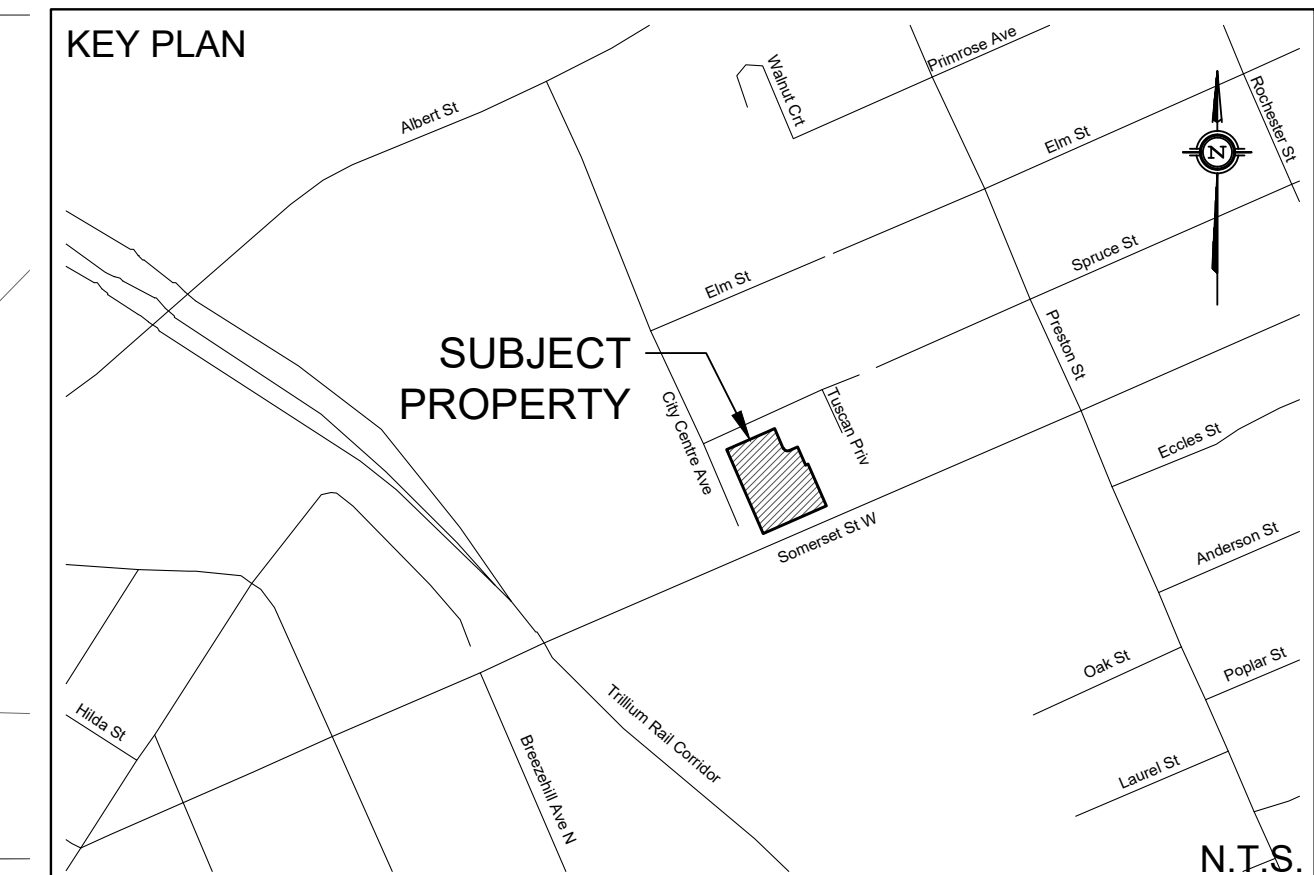 KEY PLAN
Albert St
Walnut Crt
Primrose Ave
Rochester St
Elm St
N
Spruce St
Elm St
SUBJECT
PROPERTY
Preston St
City Centre Ave
Tuscan Priv
Eccles St
Somerset St W
Anderson St
Oak St
Poplar St
Hilda St
Trillium Rail Corridor
Breezehill Ave N
Laurel St
N.T.S.